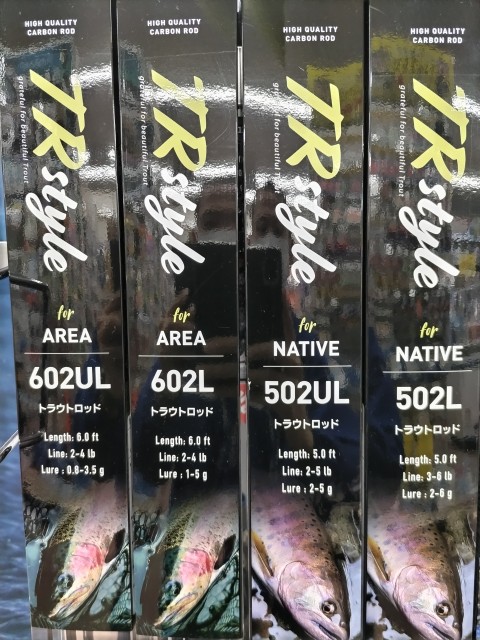 HIGH QUALITY
CARBON ROD
TR style
grateful for beautiful Trout
for
AREA
602UL
トラウトロッド
Length: 6.0 ft
Line: 2-4 lb
Lure : 0.8-3.5 g
HIGH QUALITY
CARBON ROD
TR style
grateful for beautiful Trout
for
AREA
602L
トラウトロッド
Length: 6.0 ft
Line: 2-4 lb
Lure : 1-5 g
HIGH QUALITY
CARBON ROD
TR style
grateful for beautiful Trout
for
NATIVE
502UL
トラウトロッド
Length: 5.0 ft
Line: 2-5 lb
Lure : 2-5 g
HIGH QUALITY
CARBON ROD
TR style
grateful for beautiful Trout
for
NATIVE
502L
トラウトロッド
Length: 5.0 ft
Line: 3-6 lb
Lure : 2-6 g